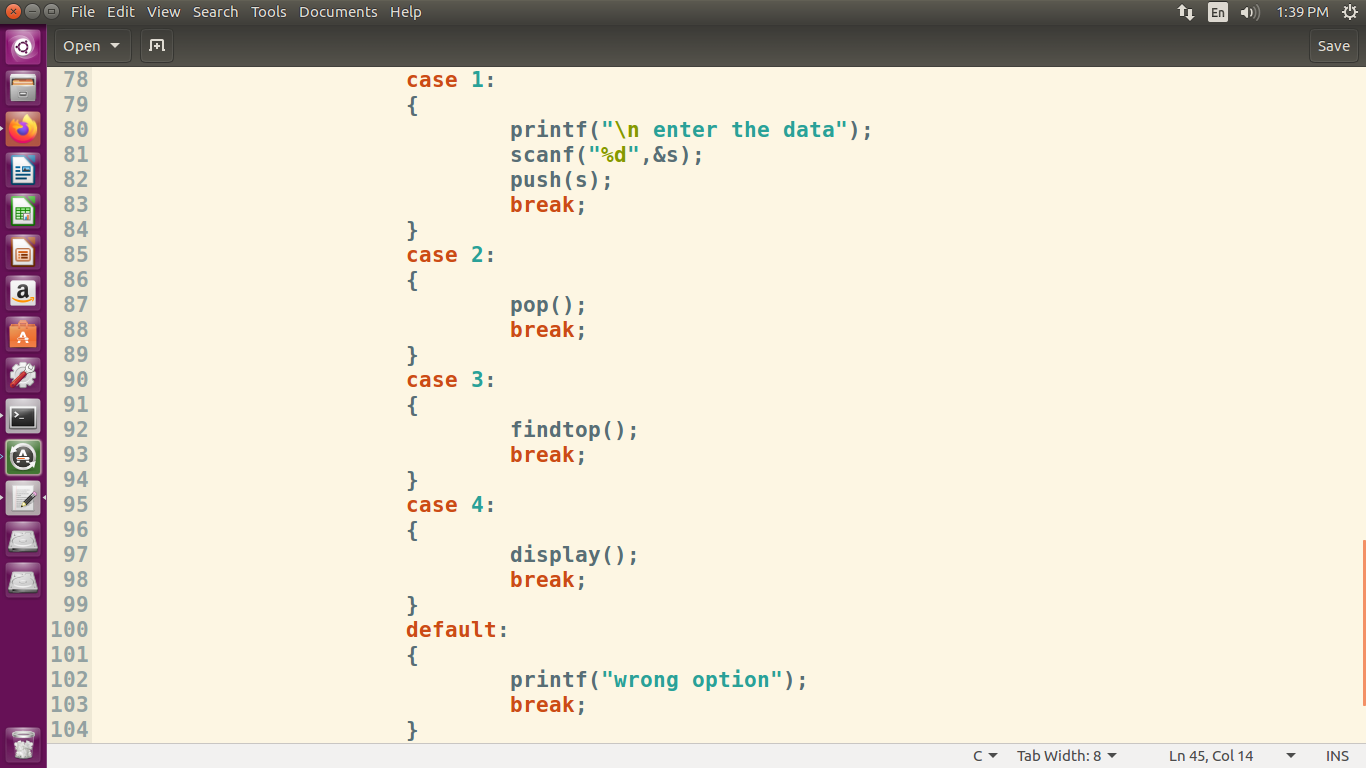 File Edit View Search Tools Documents Help En 1:39 PM
Open Save
78 case 1:
79 {
80 printf("\n enter the data");
81 scanf("%d",&s);
82 push(s);
83 break;
84 }
85 case 2:
86 {
87 pop();
88 break;
89 }
90 case 3:
91 {
92 findtop();
93 break;
94 }
95 case 4:
96 {
97 display();
98 break;
99 }
100 default:
101 {
102 printf("wrong option");
103 break;
104 }
C Tab Width: 8 Ln 45, Col 14 INS